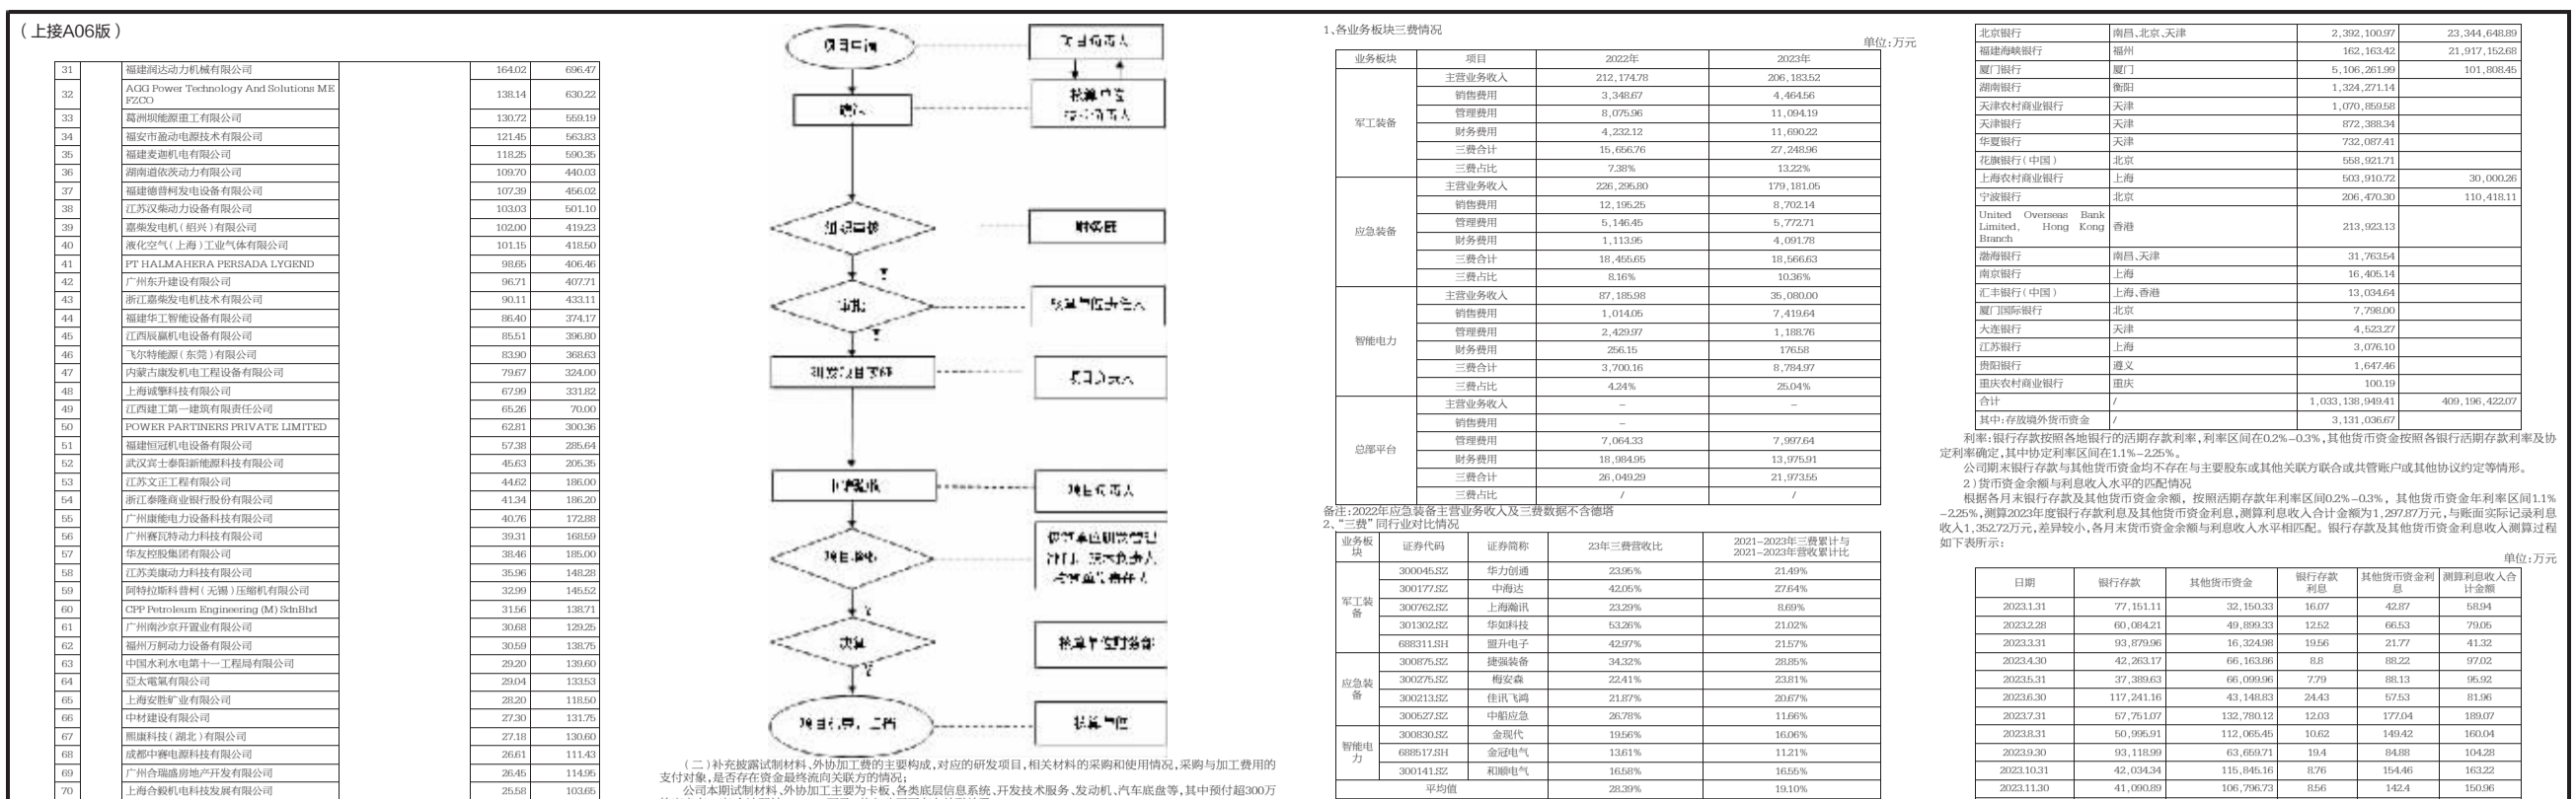 （上接A06版）
31 福建润达动力机械有限公司 164.02 696.47
32 AGG Power Technology And Solutions ME FZCO 138.14 630.22
33 葛洲坝能源重工有限公司 130.72 559.19
34 福安市盈动电源技术有限公司 121.45 563.83
35 福建麦迦机电有限公司 118.25 590.35
36 湖南道依茨动力有限公司 109.70 440.03
37 福建德普柯发电设备有限公司 107.39 456.02
38 江苏汉柴动力设备有限公司 103.03 501.10
39 嘉柴发电机（绍兴）有限公司 102.00 419.23
40 液化空气（上海）工业气体有限公司 101.15 418.50
41 PT HALMAHERA PERSADA LYGEND 98.65 406.46
42 广州东升建设有限公司 96.71 407.71
43 浙江嘉柴发电机技术有限公司 90.11 433.11
44 福建华工智能设备有限公司 86.40 374.17
45 江西辰赢机电设备有限公司 85.51 396.80
46 飞尔特能源（东莞）有限公司 83.90 368.63
47 内蒙古康发机电工程设备有限公司 79.67 324.00
48 上海诚擎科技有限公司 67.99 331.82
49 江西建工第一建筑有限责任公司 65.26 70.00
50 POWER PARTINERS PRIVATE LIMITED 62.81 300.36
51 福建恒冠机电设备有限公司 57.38 285.64
52 武汉宾士泰阳新能源科技有限公司 45.63 205.35
53 江苏文正工程有限公司 44.62 186.00
54 浙江泰隆商业银行股份有限公司 41.34 186.20
55 广州康能电力设备科技有限公司 40.76 172.88
56 广州赛瓦特动力科技有限公司 39.31 168.59
57 华友控股集团有限公司 38.46 185.00
58 江苏美康动力科技有限公司 35.96 148.28
59 阿特拉斯科普柯（无锡）压缩机有限公司 32.99 145.52
60 CPP Petroleum Engineering (M) SdnBhd 31.56 138.71
61 广州南沙京开置业有限公司 30.68 129.25
62 福州万舸动力设备有限公司 30.59 138.75
63 中国水利水电第十一工程局有限公司 29.20 139.60
64 亞太電氣有限公司 29.04 133.53
65 上海安胜矿业有限公司 28.20 118.50
66 中材建设有限公司 27.30 131.75
67 熙康科技（湖北）有限公司 27.18 130.60
68 成都中赛电源科技有限公司 26.61 111.43
69 广州合瑞盛房地产开发有限公司 26.45 114.95
70 上海合毅机电科技发展有限公司 25.58 103.65
项目申请
项目负责人
核算单位
财务部
审批
核算单位责任人
项目负责人
项目负责人
项目验收
决算
核算单位财务部
核算单位
（二）补充披露试制材料、外协加工费的主要构成，对应的研发项目，相关材料的采购和使用情况，采购与加工费用的
支付对象，是否存在资金最终流向关联方的情况；
公司本期试制材料、外协加工主要为卡板、各类底层信息系统、开发技术服务、发动机、汽车底盘等，其中预付超300万
1、各业务板块三费情况
单位：万元
业务板块 项目 2022年 2023年
军工装备
主营业务收入 212,174.78 206,183.52
销售费用 3,348.67 4,464.56
管理费用 8,075.96 11,094.19
财务费用 4,232.12 11,690.22
三费合计 15,656.76 27,248.96
三费占比 7.38% 13.22%
应急装备
主营业务收入 226,295.80 179,181.05
销售费用 12,195.25 8,702.14
管理费用 5,146.45 5,772.71
财务费用 1,113.95 4,091.78
三费合计 18,455.65 18,566.63
三费占比 8.16% 10.36%
智能电力
主营业务收入 87,185.98 35,080.00
销售费用 1,014.05 7,419.64
管理费用 2,429.97 1,188.76
财务费用 256.15 176.58
三费合计 3,700.16 8,784.97
三费占比 4.24% 25.04%
总部平台
主营业务收入 – –
销售费用 –
管理费用 7,064.33 7,997.64
财务费用 18,984.95 13,975.91
三费合计 26,049.29 21,973.55
三费占比 / /
备注：2022年应急装备主营业务收入及三费数据不含德塔
2、“三费”同行业对比情况
业务板块 证券代码 证券简称 23年三费营收比 2021-2023年三费累计与2021-2023年营收累计比
军工装备
300045.SZ 华力创通 23.95% 21.49%
300177.SZ 中海达 42.05% 27.64%
300762.SZ 上海瀚讯 23.29% 8.69%
301302.SZ 华如科技 53.26% 21.02%
688311.SH 盟升电子 42.97% 21.57%
应急装备
300875.SZ 捷强装备 34.32% 28.85%
300275.SZ 梅安森 22.41% 23.81%
300213.SZ 佳讯飞鸿 21.87% 20.67%
300527.SZ 中船应急 26.78% 11.66%
智能电力
300830.SZ 金现代 19.56% 16.06%
688517.SH 金冠电气 13.61% 11.21%
300141.SZ 和顺电气 16.58% 16.55%
平均值 28.39% 19.10%
北京银行 南昌、北京、天津 2,392,100.97 23,344,648.89
福建海峡银行 福州 162,163.42 21,917,152.68
厦门银行 厦门 5,106,261.99 101,808.45
湖南银行 衡阳 1,324,271.14
天津农村商业银行 天津 1,070,859.58
天津银行 天津 872,388.34
华夏银行 天津 732,087.41
花旗银行（中国） 北京 558,921.71
上海农村商业银行 上海 503,910.72 30,000.26
宁波银行 北京 206,470.30 110,418.11
United Overseas Bank Limited, Hong Kong Branch 香港 213,923.13
渤海银行 南昌、天津 31,763.54
南京银行 上海 16,405.14
汇丰银行（中国） 上海、香港 13,034.64
厦门国际银行 北京 7,798.00
大连银行 天津 4,523.27
江苏银行 上海 3,076.10
贵阳银行 遵义 1,647.46
重庆农村商业银行 重庆 100.19
合计 / 1,033,138,949.41 409,196,422.07
其中：存放境外货币资金 / 3,131,036.67
利率：银行存款按照各地银行的活期存款利率，利率区间在0.2%-0.3%，其他货币资金按照各银行活期存款利率及协
定利率确定，其中协定利率区间在1.1%-2.25%。
公司期末银行存款与其他货币资金均不存在与主要股东或其他关联方联合或共管账户或其他协议约定等情形。
2）货币资金余额与利息收入水平的匹配情况
根据各月末银行存款及其他货币资金余额，按照活期存款年利率区间0.2%-0.3%，其他货币资金年利率区间1.1%
-2.25%，测算2023年度银行存款利息及其他货币资金利息，测算利息收入合计金额为1,297.87万元，与账面实际记录利息
收入1,352.72万元，差异较小，各月末货币资金余额与利息收入水平相匹配。银行存款及其他货币资金利息收入测算过程
如下表所示：
单位：万元
日期 银行存款 其他货币资金 银行存款利息 其他货币资金利息 测算利息收入合计金额
2023.1.31 77,151.11 32,150.33 16.07 42.87 58.94
2023.2.28 60,084.21 49,899.33 12.52 66.53 79.05
2023.3.31 93,879.96 16,324.98 19.56 21.77 41.32
2023.4.30 42,263.17 66,163.86 8.8 88.22 97.02
2023.5.31 37,389.63 66,099.96 7.79 88.13 95.92
2023.6.30 117,241.16 43,148.83 24.43 57.53 81.96
2023.7.31 57,751.07 132,780.12 12.03 177.04 189.07
2023.8.31 50,995.91 112,065.45 10.62 149.42 160.04
2023.9.30 93,118.99 63,659.71 19.4 84.88 104.28
2023.10.31 42,034.34 115,845.16 8.76 154.46 163.22
2023.11.30 41,090.89 106,796.73 8.56 142.4 150.96